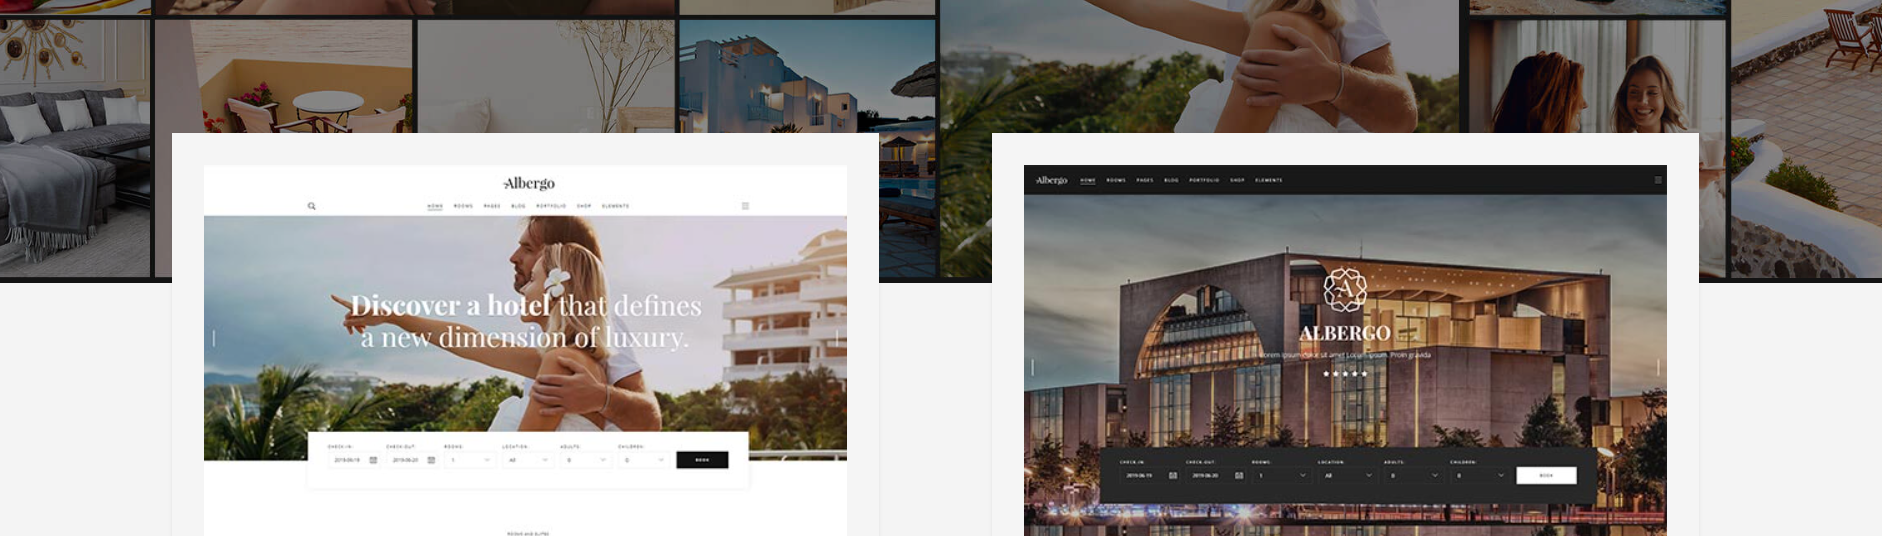 Albergo
HOME ROOMS PAGES BLOG PORTFOLIO SHOP ELEMENTS
Discover a hotel that defines
a new dimension of luxury.
CHECK-IN: CHECK-OUT: ROOMS: LOCATION: ADULTS: CHILDREN:
2019-06-19 2019-06-20 1 All 0 0 BOOK
ROOMS AND SUITES
Albergo HOME ROOMS PAGES BLOG PORTFOLIO SHOP ELEMENTS
A
ALBERGO
Lorem ipsum dolor sit amet Lorem ipsum. Proin gravida
CHECK-IN: CHECK-OUT: ROOMS: LOCATION: ADULTS: CHILDREN:
2019-06-19 2019-06-20 1 All 0 0 BOOK